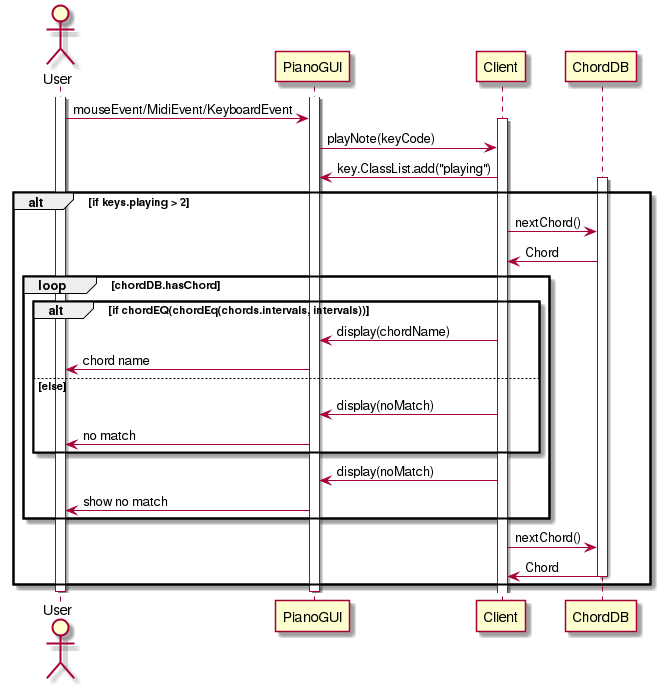 User
PianoGUI
Client
ChordDB
mouseEvent/MidiEvent/KeyboardEvent
playNote(keyCode)
key.ClassList.add("playing")
alt [if keys.playing > 2]
nextChord()
Chord
loop [chordDB.hasChord]
alt [if chordEQ(chordEq(chords.intervals, intervals))]
display(chordName)
chord name
[else]
display(noMatch)
no match
display(noMatch)
show no match
nextChord()
Chord
User
PianoGUI
Client
ChordDB